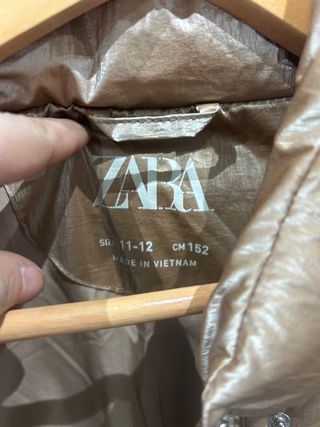 ZARA
SIZE 11-12 CM 152
MADE IN VIETNAM